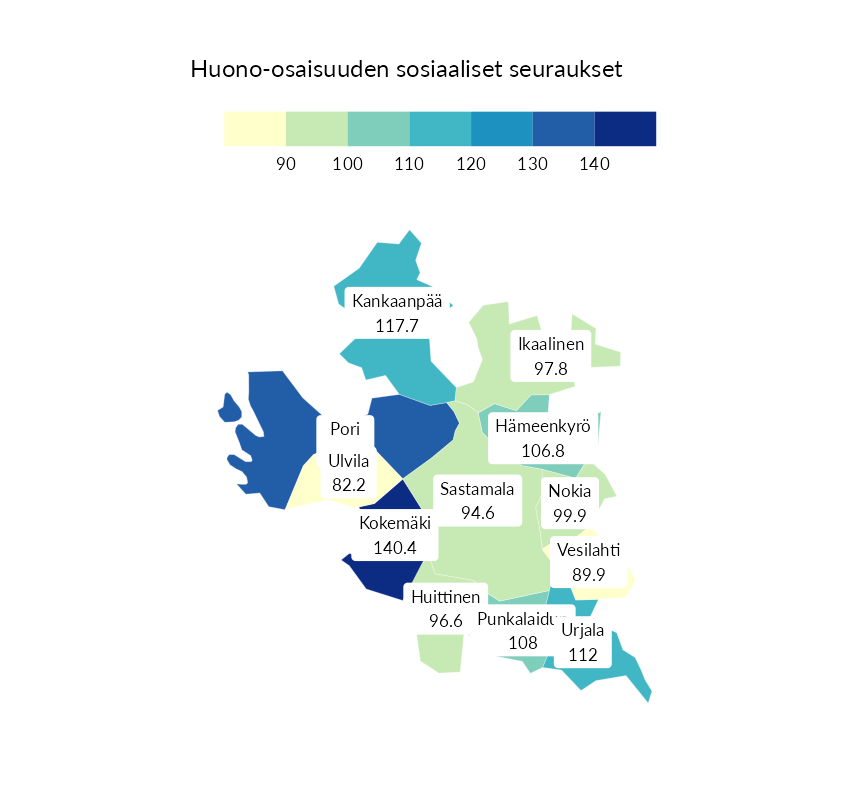 Huono-osaisuuden sosiaaliset seuraukset
90 100 110 120 130 140
Kankaanpää
117.7
Ikaalinen
97.8
Hämeenkyrö
106.8
Pori
Ulvila
82.2
Sastamala
94.6
Nokia
99.9
Kokemäki
140.4
Vesilahti
89.9
Huittinen
96.6
108
Urjala
112